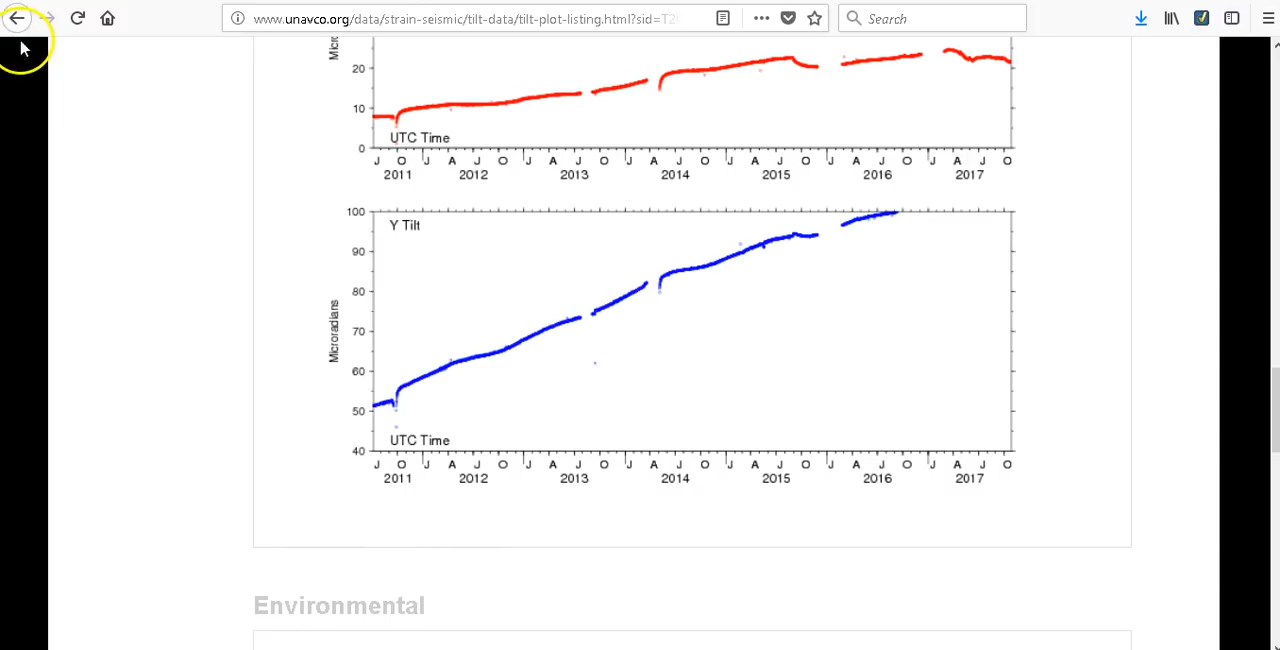 www.unavco.org/data/strain-seismic/tilt-data/tilt-plot-listing.html?sid=T2
Search
20
10
0
UTC Time
J O J A J O J A J O J A J O J A J O J A J O J A J O
2011 2012 2013 2014 2015 2016 2017
100
Y Tilt
90
80
Microradians
70
60
50
UTC Time
40
J O J A J O J A J O J A J O J A J O J A J O J A J O
2011 2012 2013 2014 2015 2016 2017
Environmental